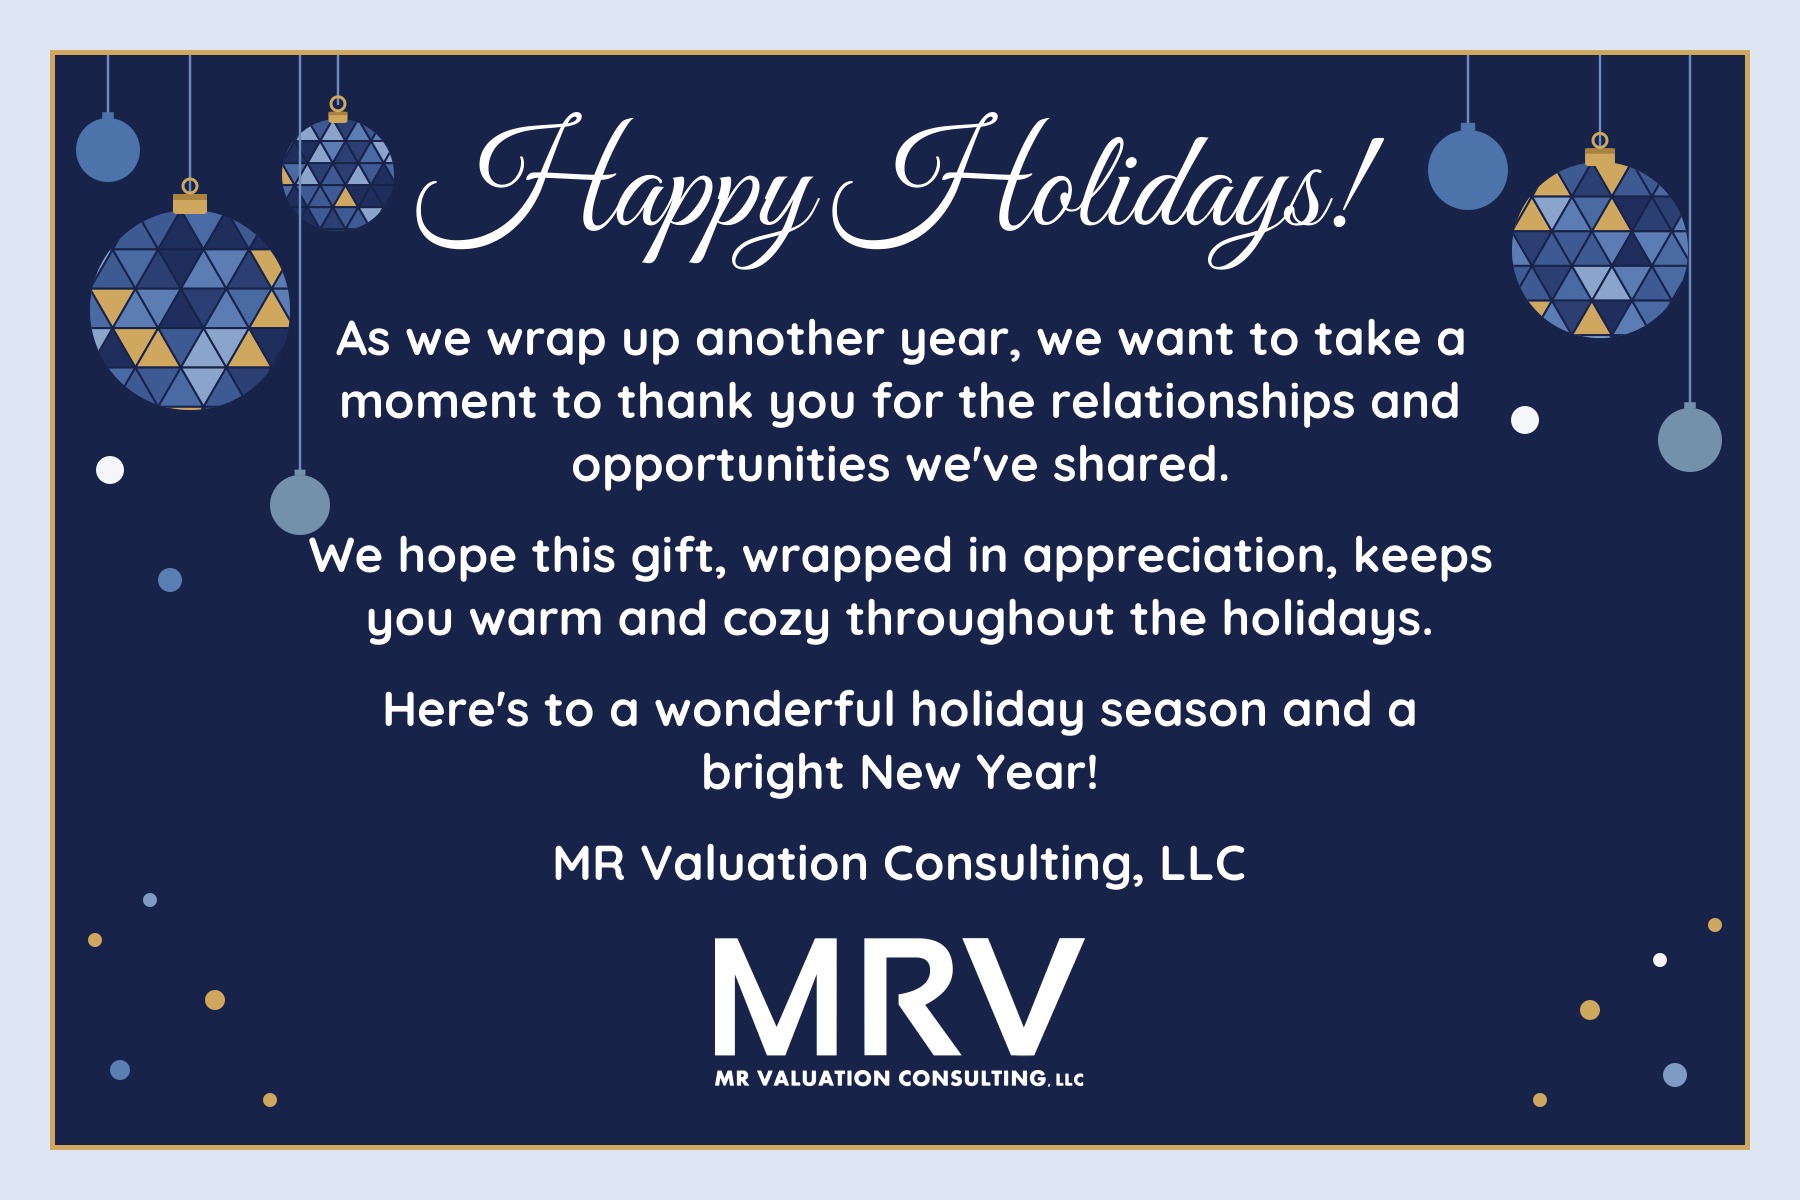 Happy Holidays!
As we wrap up another year, we want to take a
moment to thank you for the relationships and
opportunities we've shared.
We hope this gift, wrapped in appreciation, keeps
you warm and cozy throughout the holidays.
Here's to a wonderful holiday season and a
bright New Year!
MR Valuation Consulting, LLC
MRV
MR VALUATION CONSULTING, LLC